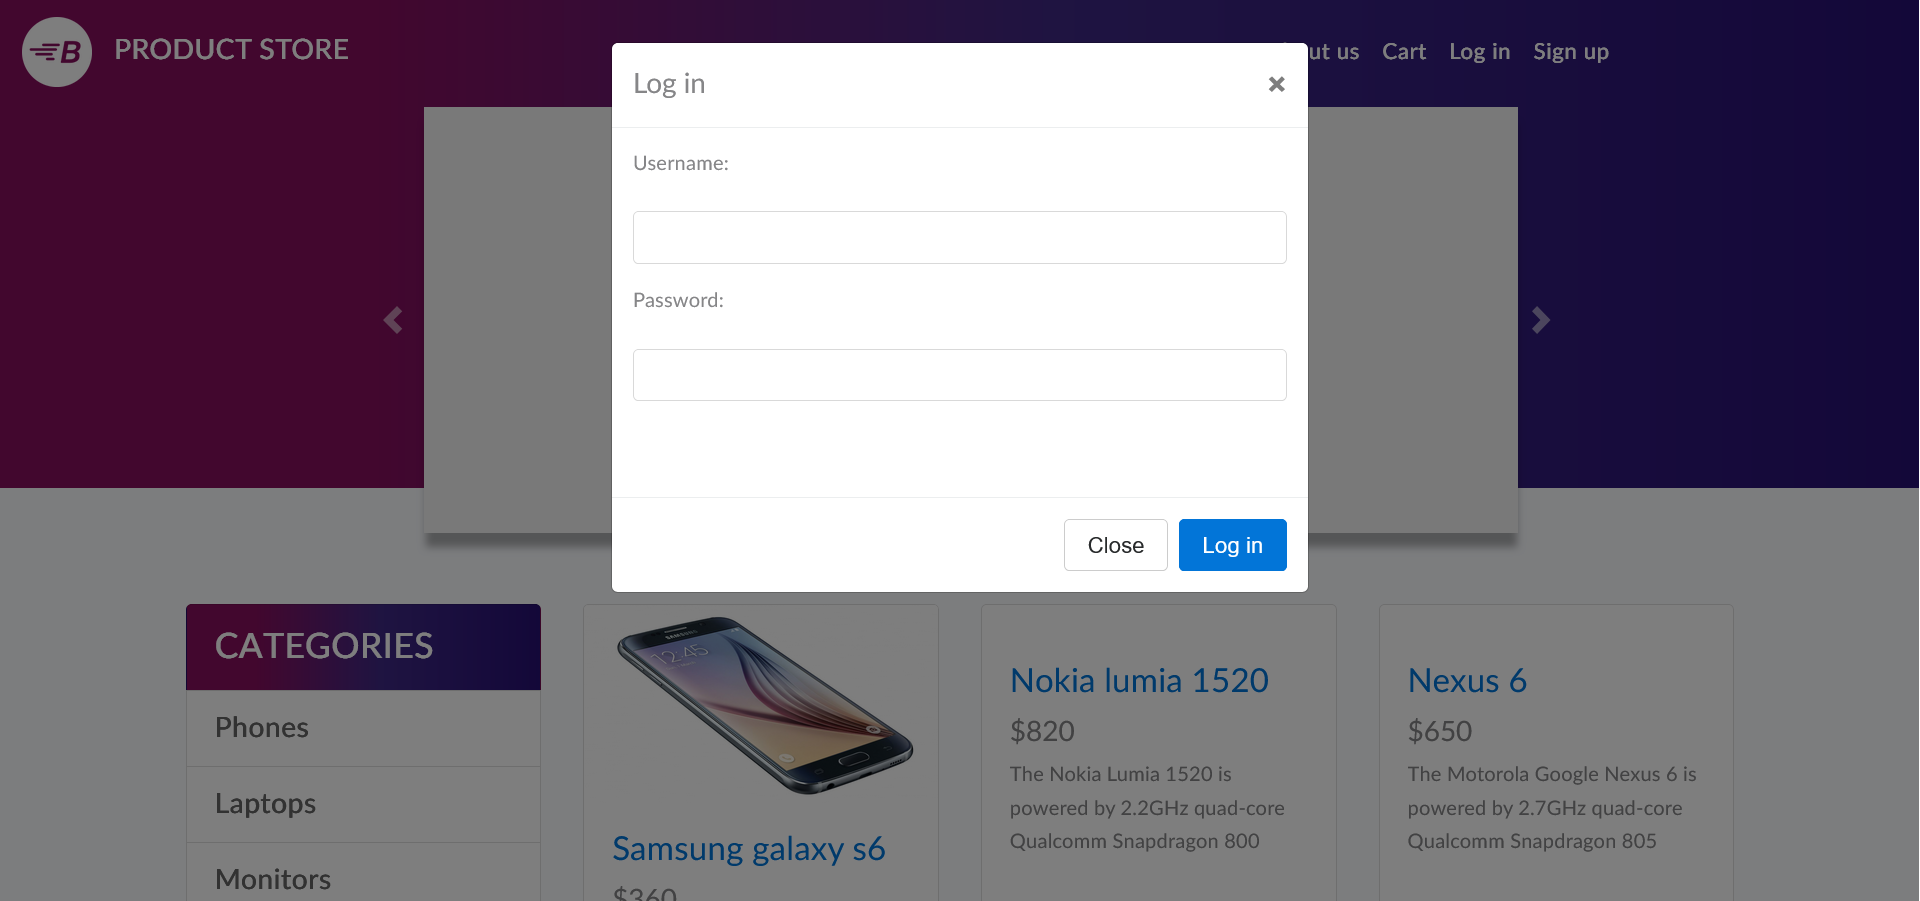 B PRODUCT STORE
ut us Cart Log in Sign up
Log in
×
Username:
Password:
Close Log in
CATEGORIES
Phones
Laptops
Monitors
SAMSUNG
12:45
Samsung galaxy s6
$360
Nokia lumia 1520
$820
The Nokia Lumia 1520 is
powered by 2.2GHz quad-core
Qualcomm Snapdragon 800
Nexus 6
$650
The Motorola Google Nexus 6 is
powered by 2.7GHz quad-core
Qualcomm Snapdragon 805